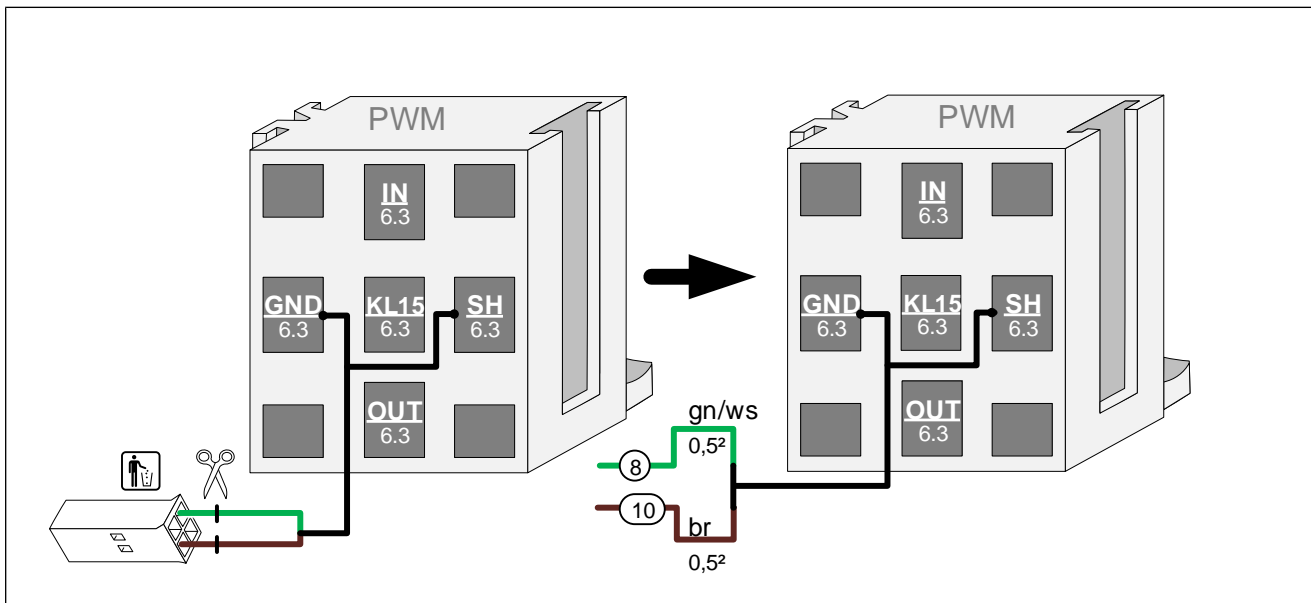 PWM
IN
6.3
GND
6.3
KL15
6.3
SH
6.3
OUT
6.3
PWM
IN
6.3
GND
6.3
KL15
6.3
SH
6.3
OUT
6.3
gn/ws
0,5²
8
10
br
0,5²